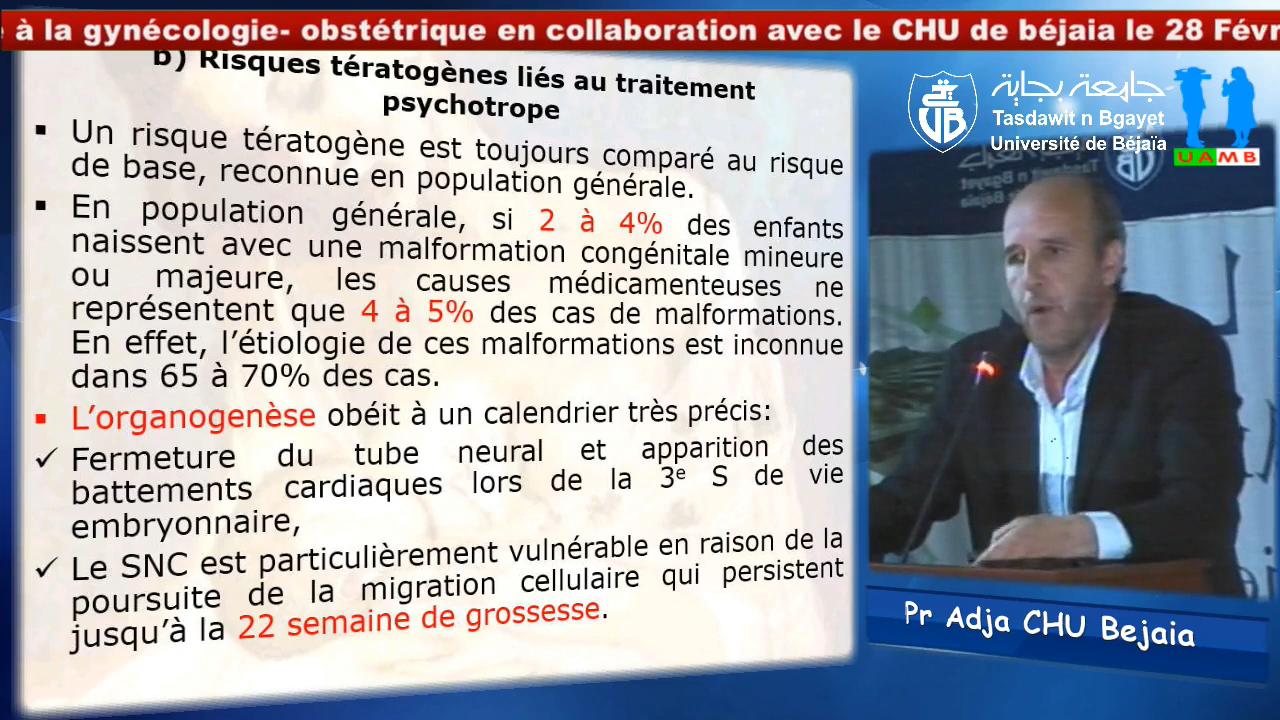 à la gynécologie- obstétrique en collaboration avec le CHU de béjaia le 28 Févr
b) Risques tératogènes liés au traitement
psychotrope
▪ Un risque tératogène est toujours comparé au risque
de base, reconnue en population générale.
▪ En population générale, si 2 à 4% des enfants
naissent avec une malformation congénitale mineure
ou majeure, les causes médicamenteuses ne
représentent que 4 à 5% des cas de malformations.
En effet, l’étiologie de ces malformations est inconnue
dans 65 à 70% des cas.
▪ L’organogenèse obéit à un calendrier très précis:
✓ Fermeture du tube neural et apparition des
battements cardiaques lors de la 3e S de vie
embryonnaire,
✓ Le SNC est particulièrement vulnérable en raison de la
poursuite de la migration cellulaire qui persistent
jusqu’à la 22 semaine de grossesse.
جامعة بجاية
Tasdawit n Bgayet
Université de Béjaïa
UAMB
Pr Adja CHU Bejaia